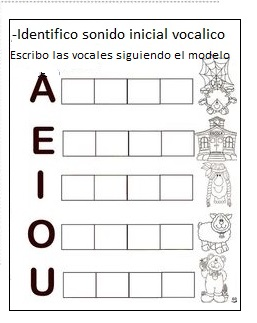 -Identifico sonido inicial vocalico
Escribo las vocales siguiendo el modelo
A
E
I
O
U